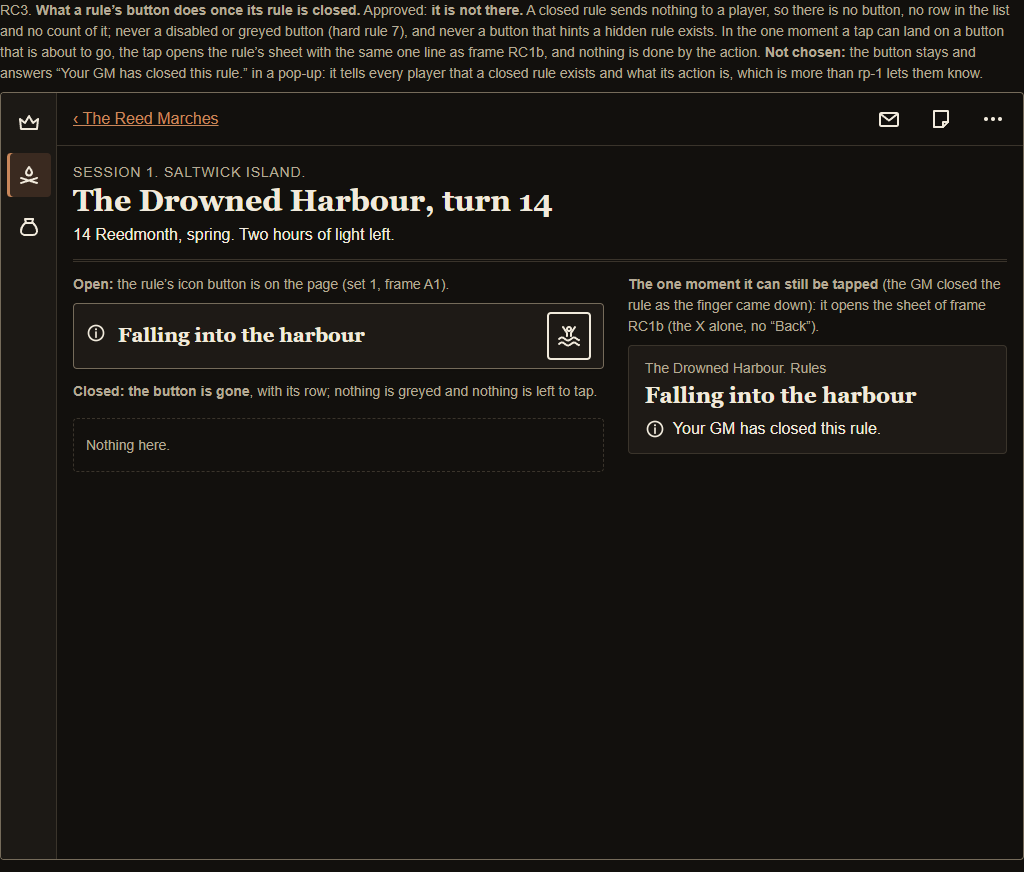 RC3. What a rule’s button does once its rule is closed. Approved: it is not there. A closed rule sends nothing to a player, so there is no button, no row in the list
and no count of it; never a disabled or greyed button (hard rule 7), and never a button that hints a hidden rule exists. In the one moment a tap can land on a button
that is about to go, the tap opens the rule’s sheet with the same one line as frame RC1b, and nothing is done by the action. Not chosen: the button stays and
answers “Your GM has closed this rule.” in a pop-up: it tells every player that a closed rule exists and what its action is, which is more than rp-1 lets them know.
‹ The Reed Marches
SESSION 1. SALTWICK ISLAND.
The Drowned Harbour, turn 14
14 Reedmonth, spring. Two hours of light left.
Open: the rule’s icon button is on the page (set 1, frame A1).
Falling into the harbour
Closed: the button is gone, with its row; nothing is greyed and nothing is left to tap.
Nothing here.
The one moment it can still be tapped (the GM closed the
rule as the finger came down): it opens the sheet of frame
RC1b (the X alone, no “Back”).
The Drowned Harbour. Rules
Falling into the harbour
Your GM has closed this rule.